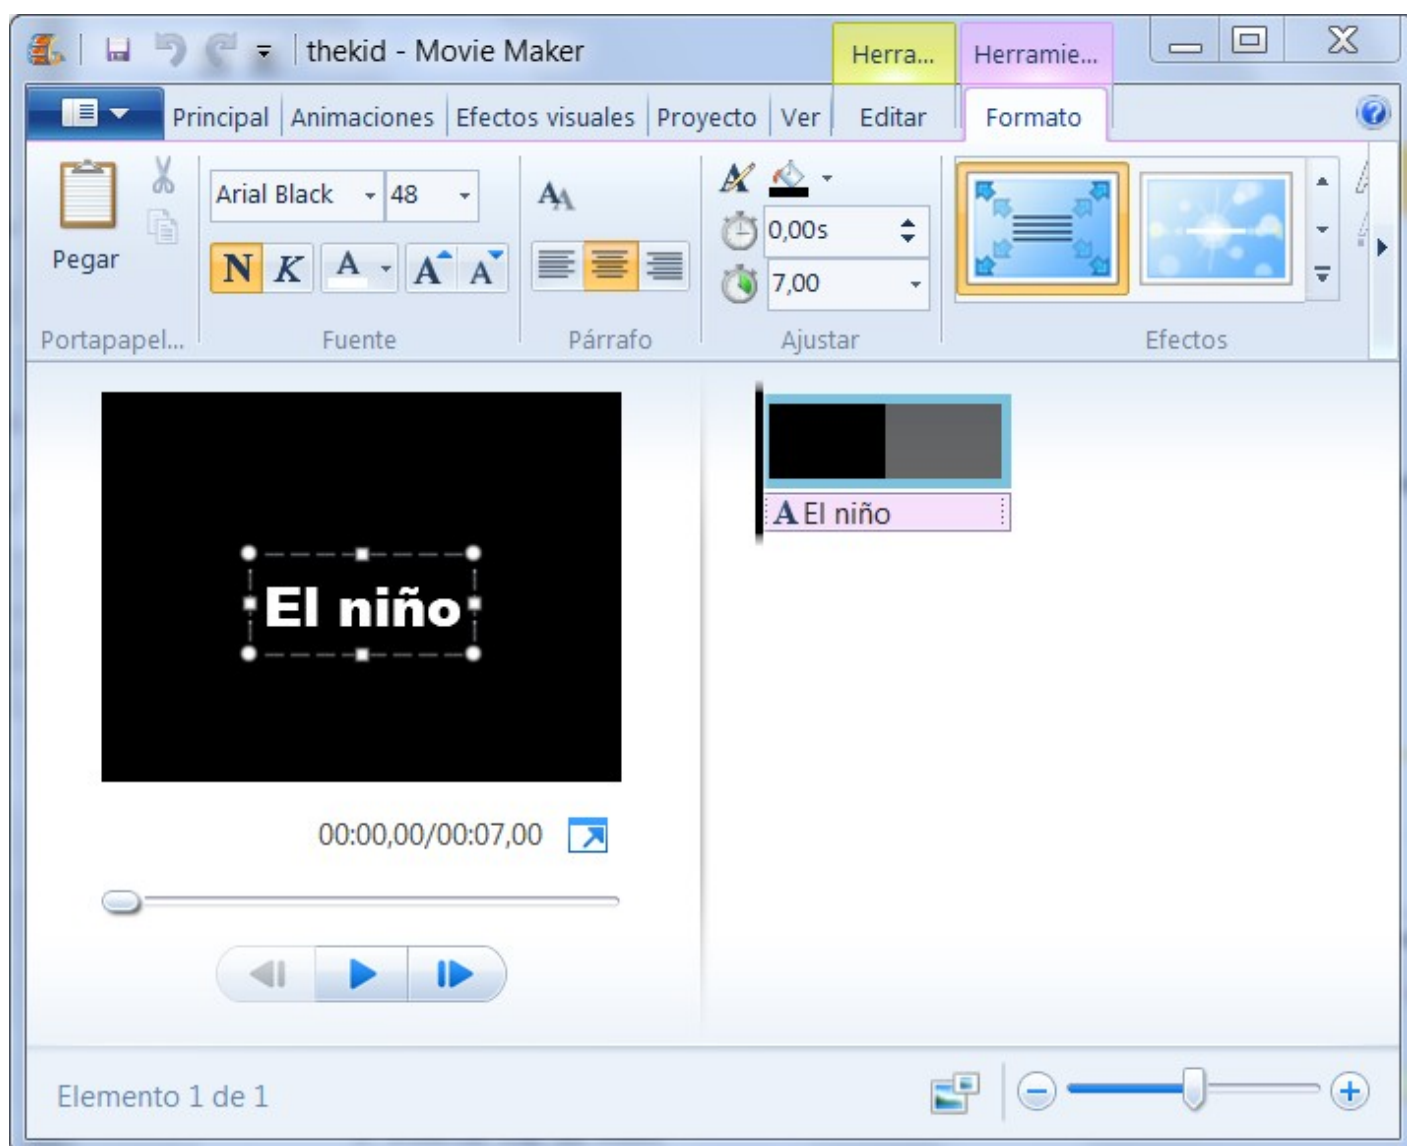 thekid - Movie Maker
Herra...
Herramie...
Principal
Animaciones
Efectos visuales
Proyecto
Ver
Editar
Formato
Pegar
Portapapel...
Arial Black
48
N K A A A
Fuente
AA
Párrafo
A
0,00s
7,00
Ajustar
Efectos
El niño
00:00,00/00:07,00
A El niño
Elemento 1 de 1